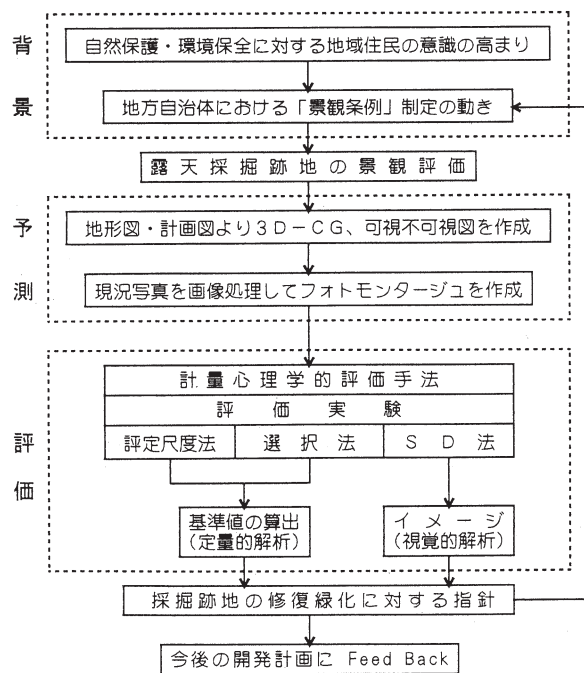 背景
自然保護・環境保全に対する地域住民の意識の高まり
地方自治体における「景観条例」制定の動き
露天採掘跡地の景観評価
予測
地形図・計画図より3D-CG、可視不可視図を作成
現況写真を画像処理してフォトモンタージュを作成
評価
計量心理学的評価手法
評価実験
評定尺度法
選択法
SD法
基準値の算出
(定量的解析)
イメージ
(視覚的解析)
採掘跡地の修復緑化に対する指針
今後の開発計画に Feed Back